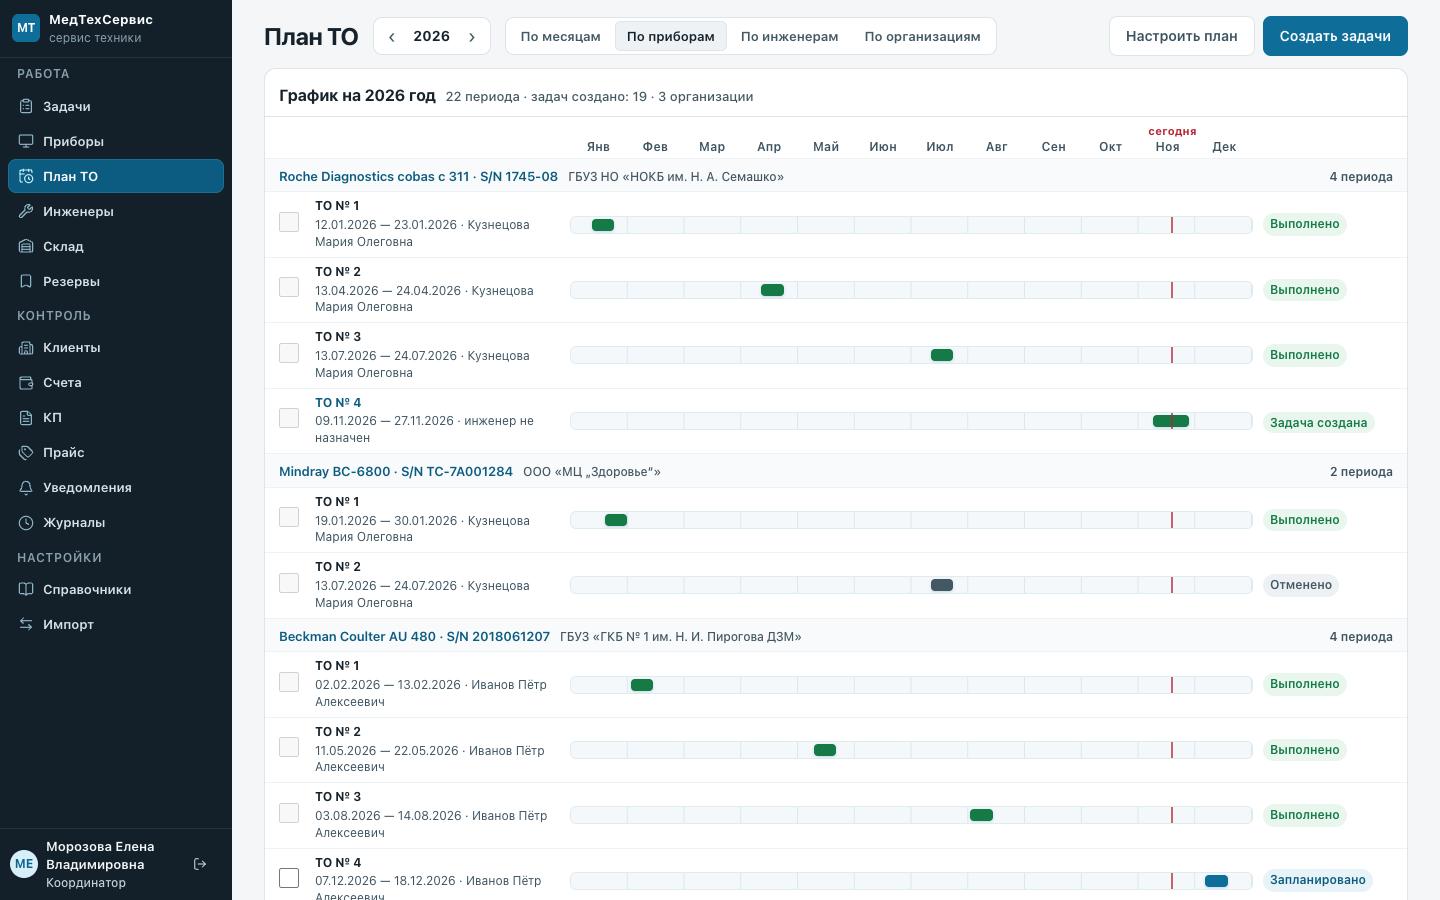 МТ
МедТехСервис
сервис техники
РАБОТА
Задачи
Приборы
План ТО
Инженеры
Склад
Резервы
КОНТРОЛЬ
Клиенты
Счета
КП
Прайс
Уведомления
Журналы
НАСТРОЙКИ
Справочники
Импорт
МЕ
Морозова Елена
Владимировна
Координатор
План ТО
‹ 2026 ›
По месяцам По приборам По инженерам По организациям
Настроить план
Создать задачи
График на 2026 год 22 периода · задач создано: 19 · 3 организации
сегодня
Янв Фев Мар Апр Май Июн Июл Авг Сен Окт Ноя Дек
Roche Diagnostics cobas c 311 · S/N 1745-08 ГБУЗ НО «НОКБ им. Н. А. Семашко» 4 периода
ТО № 1
12.01.2026 — 23.01.2026 · Кузнецова
Мария Олеговна
Выполнено
ТО № 2
13.04.2026 — 24.04.2026 · Кузнецова
Мария Олеговна
Выполнено
ТО № 3
13.07.2026 — 24.07.2026 · Кузнецова
Мария Олеговна
Выполнено
ТО № 4
09.11.2026 — 27.11.2026 · инженер не
назначен
Задача создана
Mindray BC-6800 · S/N TC-7A001284 ООО «МЦ „Здоровье“» 2 периода
ТО № 1
19.01.2026 — 30.01.2026 · Кузнецова
Мария Олеговна
Выполнено
ТО № 2
13.07.2026 — 24.07.2026 · Кузнецова
Мария Олеговна
Отменено
Beckman Coulter AU 480 · S/N 2018061207 ГБУЗ «ГКБ № 1 им. Н. И. Пирогова ДЗМ» 4 периода
ТО № 1
02.02.2026 — 13.02.2026 · Иванов Пётр
Алексеевич
Выполнено
ТО № 2
11.05.2026 — 22.05.2026 · Иванов Пётр
Алексеевич
Выполнено
ТО № 3
03.08.2026 — 14.08.2026 · Иванов Пётр
Алексеевич
Выполнено
ТО № 4
07.12.2026 — 18.12.2026 · Иванов Пётр
Алексеевич
Запланировано